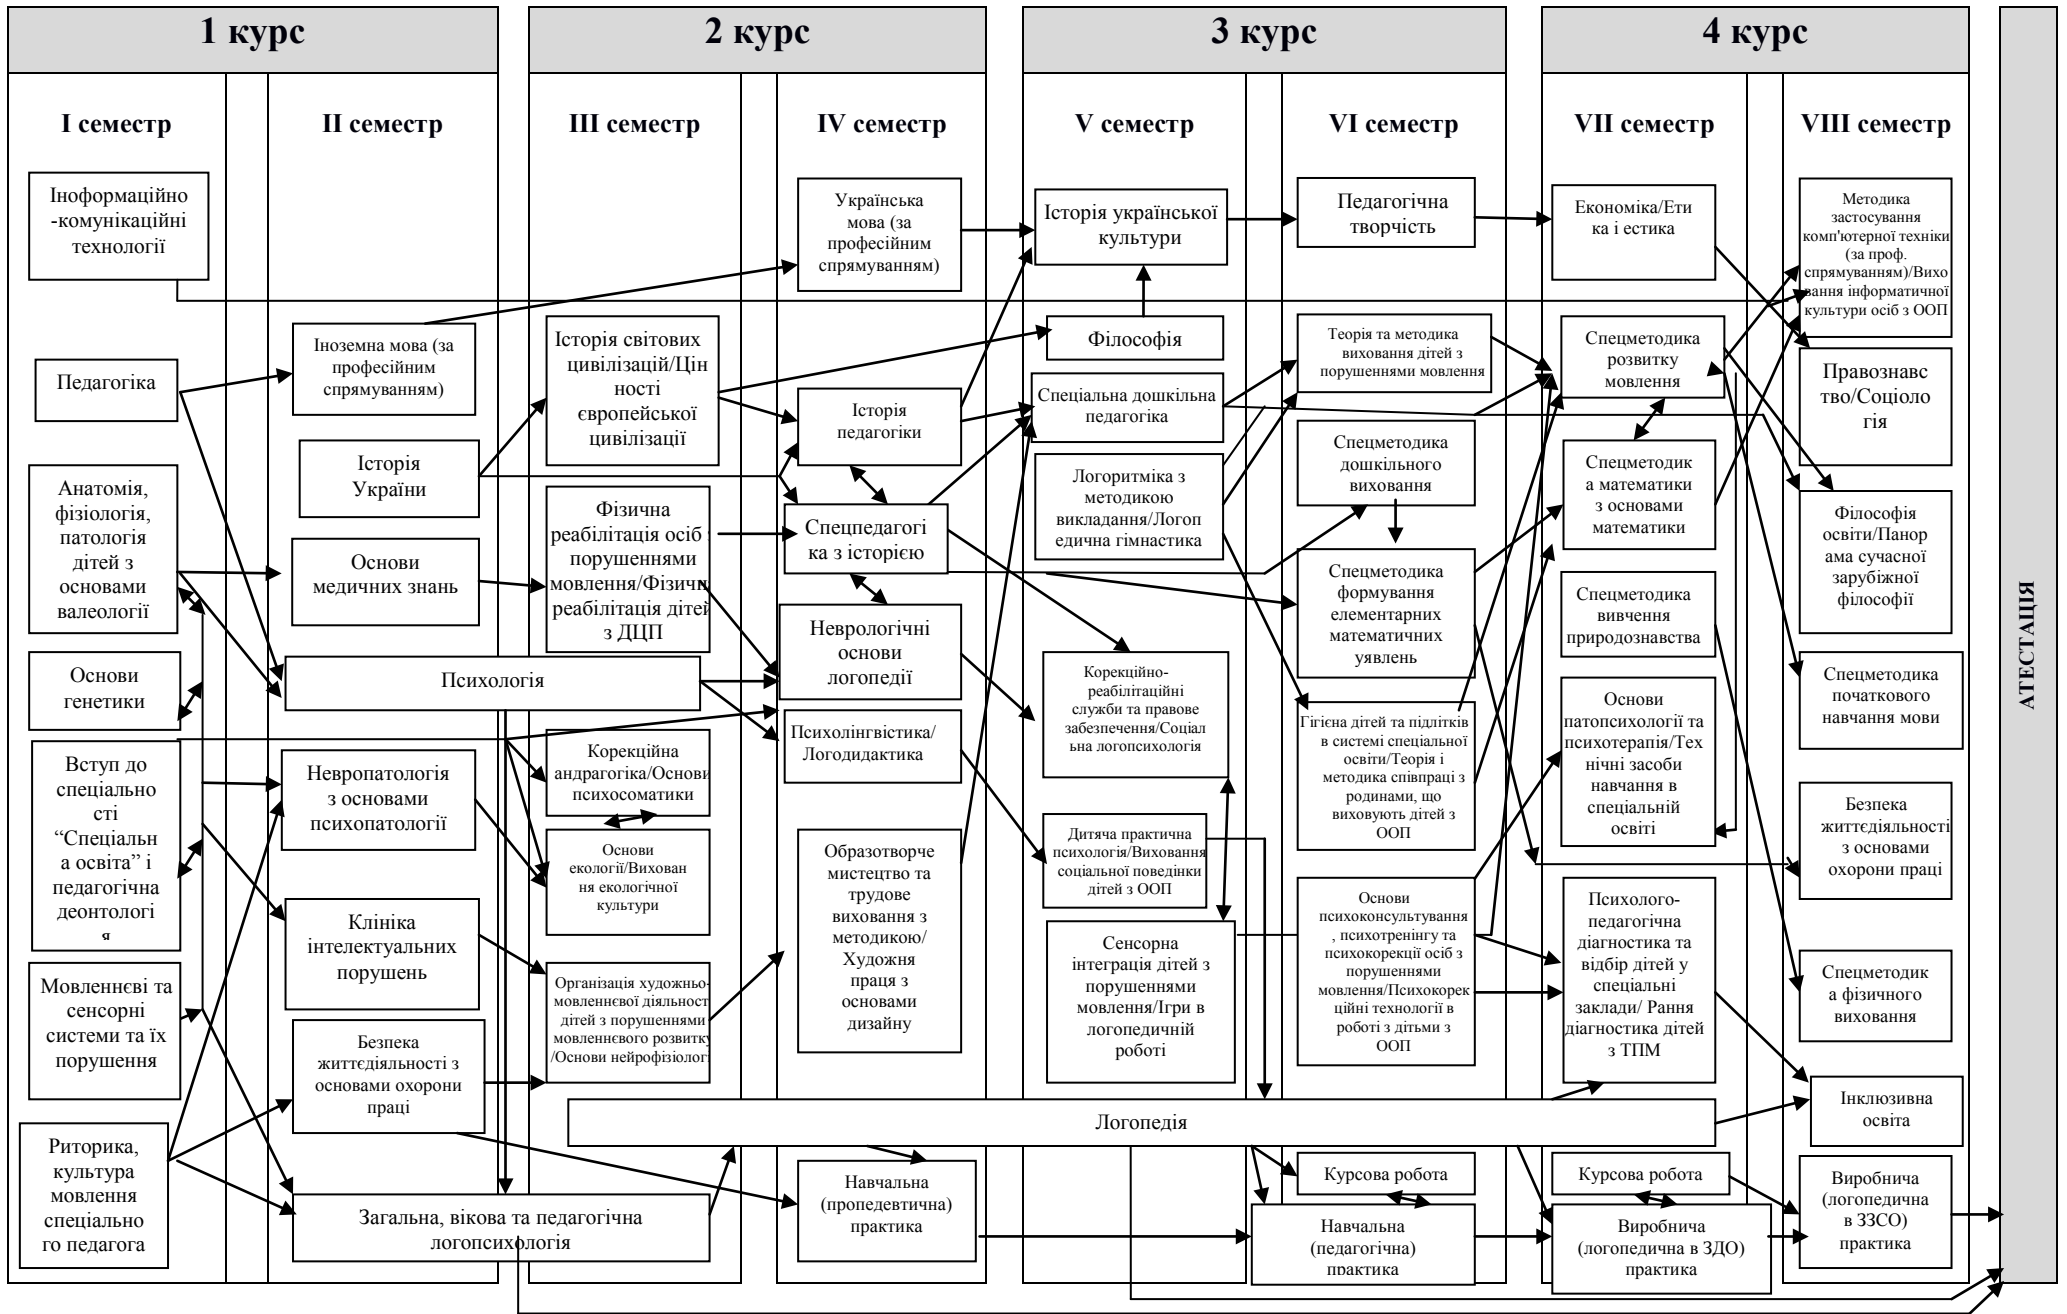 1 курс
2 курс
3 курс
4 курс
І семестр
ІІ семестр
ІІІ семестр
IV семестр
V семестр
VI семестр
VII семестр
VIII семестр
Іноформаційно
-комунікаційні
технології
Педагогіка
Анатомія,
фізіологія,
патологія
дітей з
основами
валеології
Основи
генетики
Вступ до
спеціально
сті
“Спеціальн
а освіта” і
педагогічна
деонтологі
я
Мовленнєві та
сенсорні
системи та їх
порушення
Риторика,
культура
мовлення
спеціально
го педагога
Іноземна мова (за
професійним
спрямуванням)
Історія
України
Основи
медичних знань
Психологія
Невропатологія
з основами
психопатології
Клініка
інтелектуальних
порушень
Безпека
життєдіяльності з
основами охорони
праці
Загальна, вікова та педагогічна
логопсихологія
Історія світових
цивілізацій/Цін
ності
європейської
цивілізації
Фізична
реабілітація осіб з
порушеннями
мовлення/Фізична
реабілітація дітей
з ДЦП
Корекційна
андрагогіка/Основи
психосоматики
Основи
екології/Вихован
ня екологічної
культури
Організація художньо-
мовленнєвої діяльності
дітей з порушеннями
мовленнєвого розвитку
/Основи нейрофізіології
Українська
мова (за
професійним
спрямуванням)
Історія
педагогіки
Спецпедагогі
ка з історією
Неврологічні
основи
логопедії
Психолінгвістика/
Логодидактика
Образотворче
мистецтво та
трудове
виховання з
методикою/
Художня
праця з
основами
дизайну
Логопедія
Навчальна
(пропедевтична)
практика
Історія української
культури
Філософія
Спеціальна дошкільна
педагогіка
Логоритміка з
методикою
викладання/Логоп
едична гімнастика
Корекційно-
реабілітаційні
служби та правове
забезпечення/Соціал
ьна логопсихологія
Дитяча практична
психологія/Виховання
соціальної поведінки
дітей з ООП
Сенсорна
інтеграція дітей з
порушеннями
мовлення/Ігри в
логопедичній
роботі
Педагогічна
творчість
Теорія та методика
виховання дітей з
порушеннями мовлення
Спецметодика
дошкільного
виховання
Спецметодика
формування
елементарних
математичних
уявлень
Гігієна дітей та підлітків
в системі спеціальної
освіти/Теорія і
методика співпраці з
родинами, що
виховують дітей з
ООП
Основи
психоконсультування
, психотренінгу та
психокорекції осіб з
порушеннями
мовлення/Психокорек
ційні технології в
роботі з дітьми з
ООП
Курсова робота
Навчальна
(педагогічна)
практика
Економіка/Ети
ка і естика
Спецметодика
розвитку
мовлення
Спецметодик
а математики
з основами
математики
Спецметодика
вивчення
природознавства
Основи
патопсихології та
психотерапія/Тех
нічні засоби
навчання в
спеціальній
освіті
Психолого-
педагогічна
діагностика та
відбір дітей у
спеціальні
заклади/ Рання
діагностика дітей
з ТПМ
Курсова робота
Виробнича
(логопедична в ЗДО)
практика
Методика
застосування
комп'ютерної техніки
(за проф.
спрямуванням)/Вихо
вання інформатичної
культури осіб з ООП
Правознавс
тво/Соціоло
гія
Філософія
освіти/Панор
ама сучасної
зарубіжної
філософії
Спецметодика
початкового
навчання мови
Безпека
життєдіяльності
з основами
охорони праці
Спецметодик
а фізичного
виховання
Інклюзивна
освіта
Виробнича
(логопедична
в ЗЗСО)
практика
АТЕСТАЦІЯ